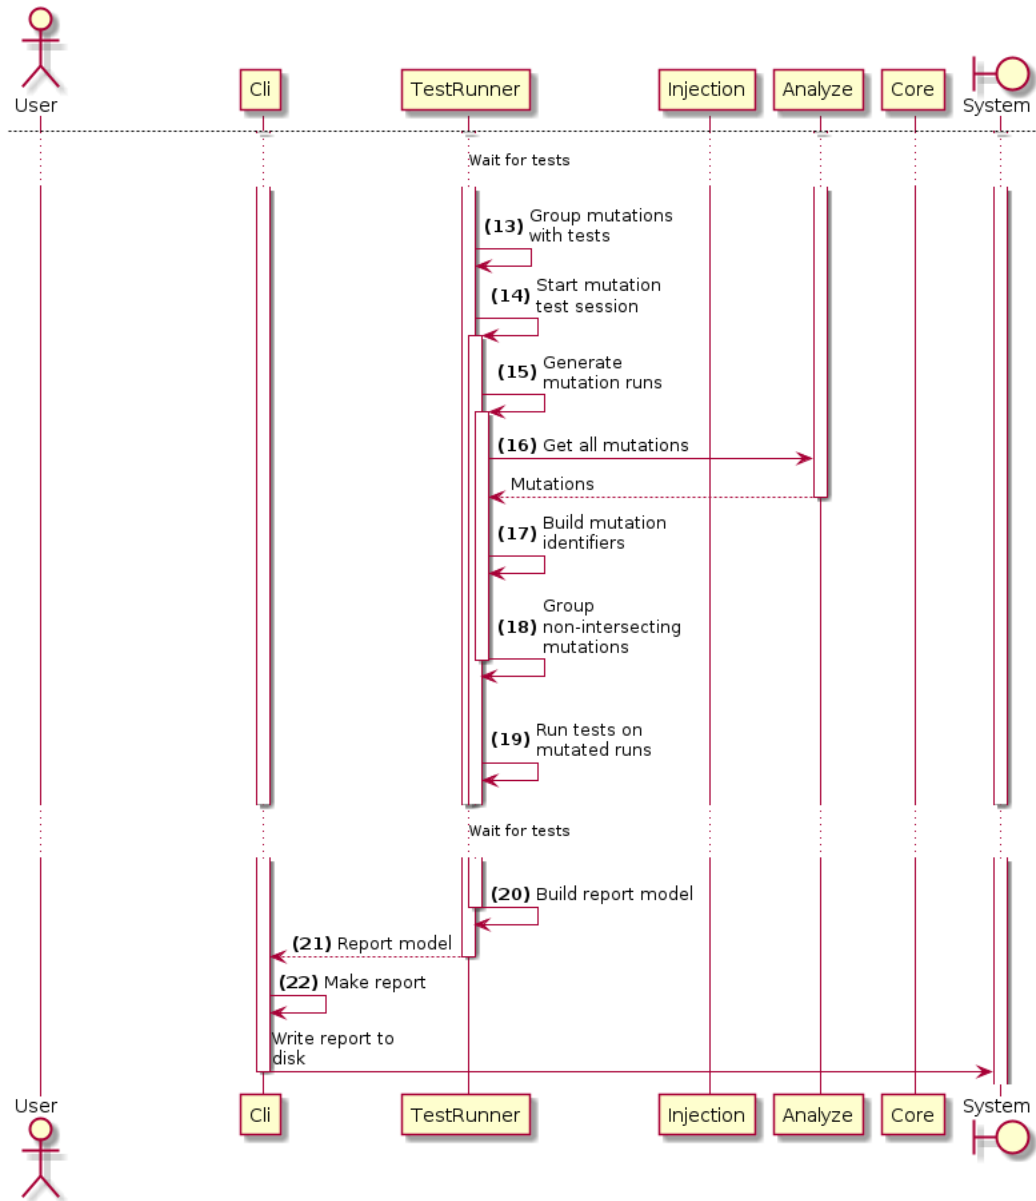 User
Cli
TestRunner
Injection
Analyze
Core
System
Wait for tests
(13) Group mutations
with tests
(14) Start mutation
test session
(15) Generate
mutation runs
(16) Get all mutations
Mutations
(17) Build mutation
identifiers
Group
(18) non-intersecting
mutations
(19) Run tests on
mutated runs
Wait for tests
(20) Build report model
(21) Report model
(22) Make report
Write report to
disk
User
Cli
TestRunner
Injection
Analyze
Core
System